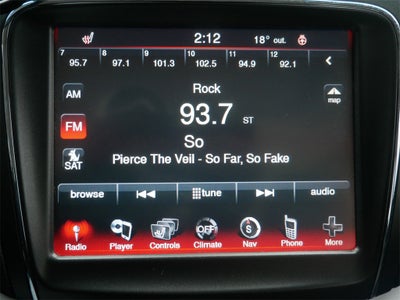 2:12 18° out.
7 8 9 10 11 12
95.7 98.1 101.3 102.5 94.9 92.1
Rock
AM
map
93.7 ST
FM
So
SAT
Pierce The Veil - So Far, So Fake
browse tune audio
OFF S
Radio Player Controls Climate Nav Phone More